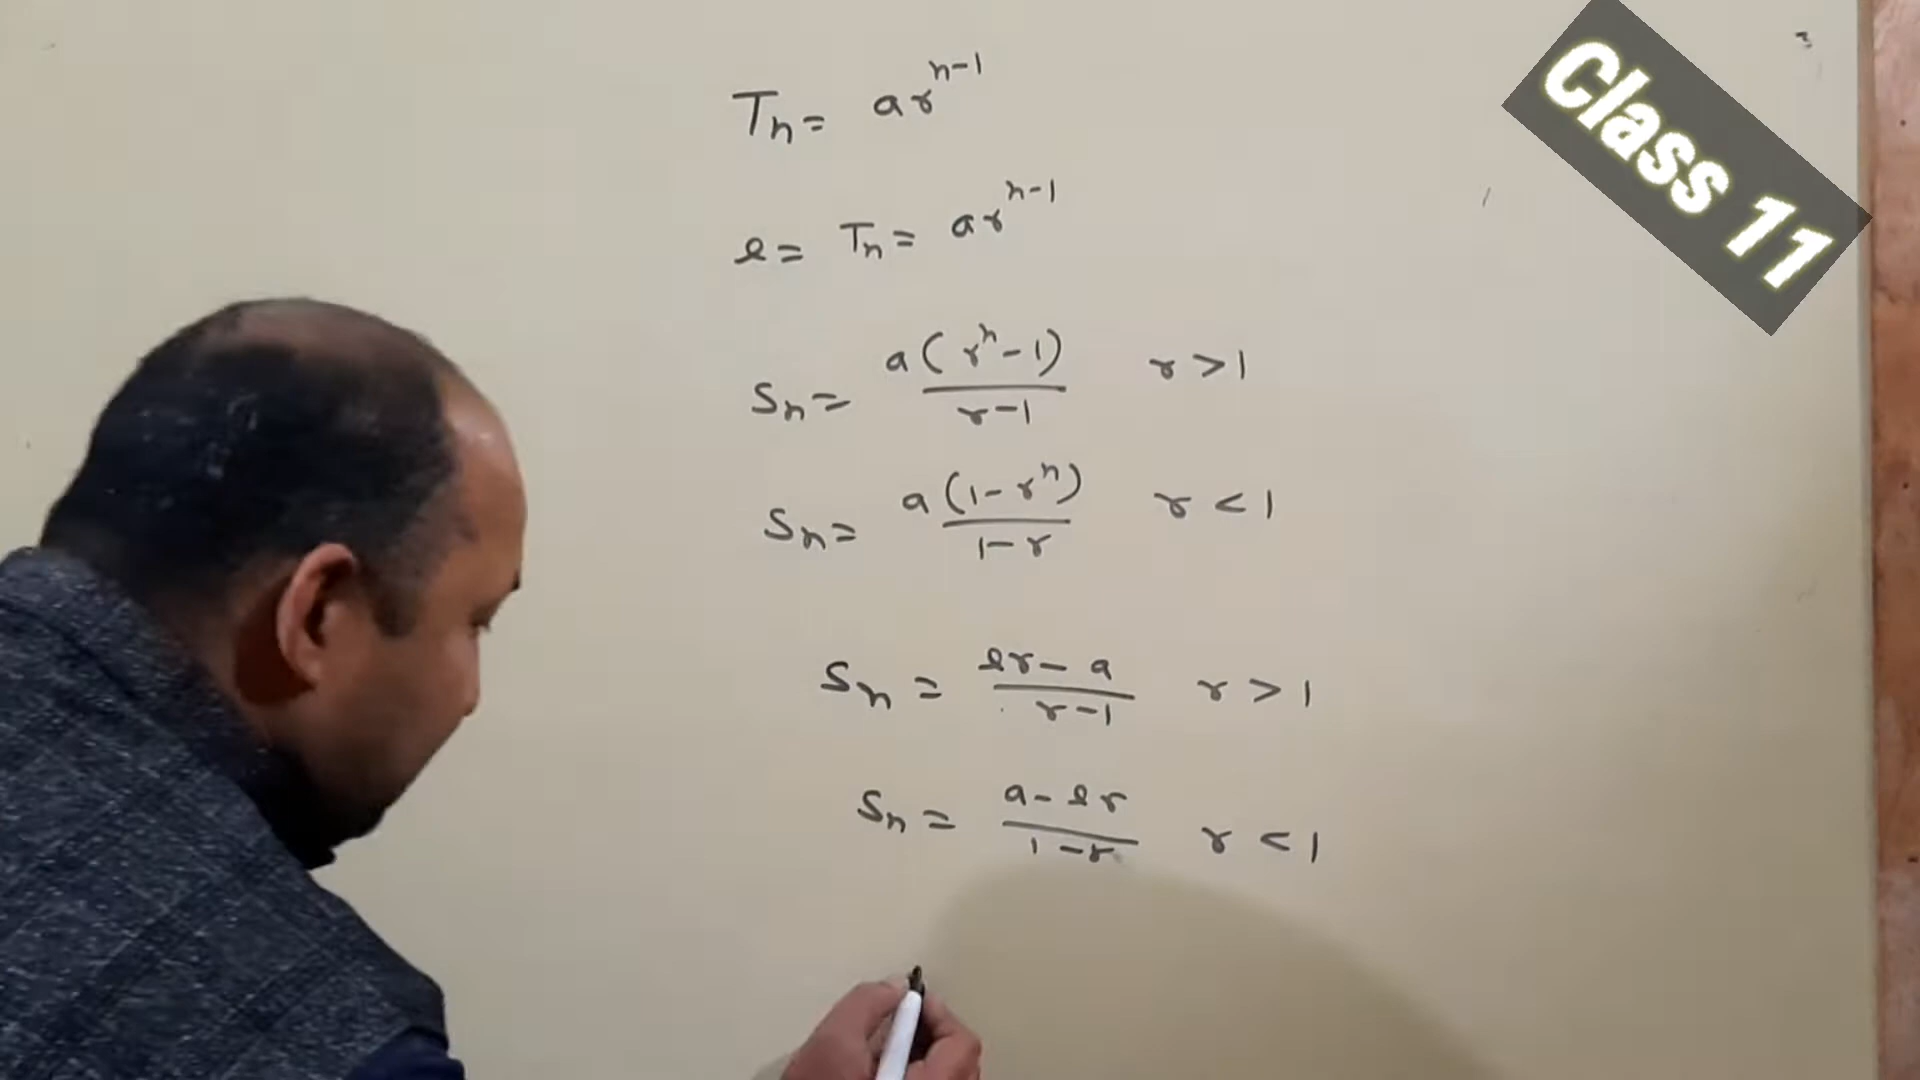 Tn = ar^n-1
l = Tn = ar^n-1
Sn = a(r^n-1)/r-1 r > 1
Sn = a(1-r^n)/1-r r < 1
Sn = lr-a/r-1 r > 1
Sn = a-lr/1-r r < 1
Class 11